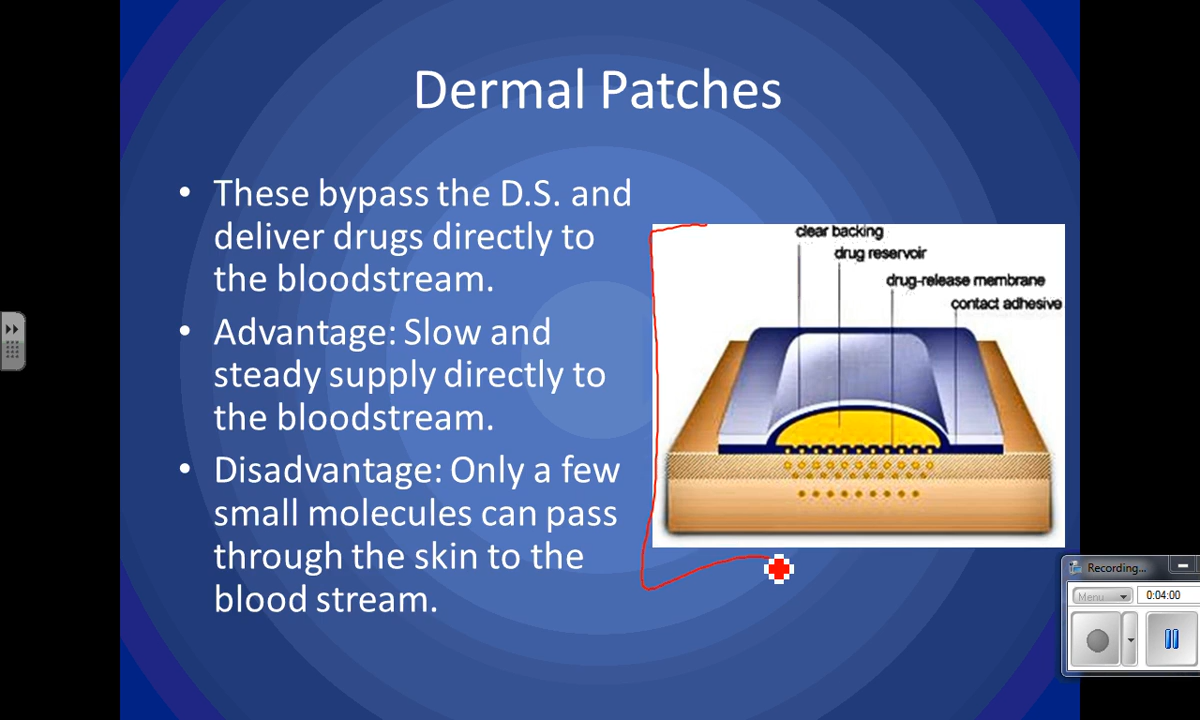 Dermal Patches
• These bypass the D.S. and
deliver drugs directly to
the bloodstream.
• Advantage: Slow and
steady supply directly to
the bloodstream.
• Disadvantage: Only a few
small molecules can pass
through the skin to the
blood stream.
clear backing
drug reservoir
drug-release membrane
contact adhesive
Recording...
Menu
0:04:00